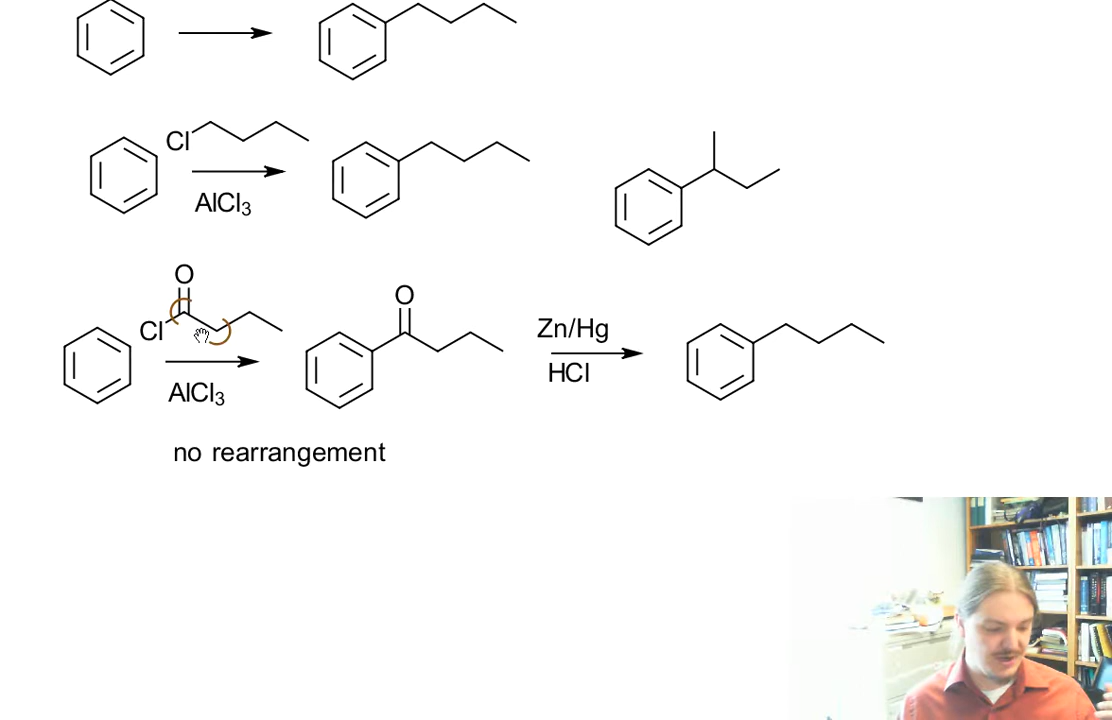 Cl
AlCl3
O
Cl
AlCl3
O
Zn/Hg
HCl
no rearrangement